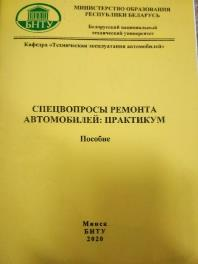 МИНИСТЕРСТВО ОБРАЗОВАНИЯ
РЕСПУБЛИКИ БЕЛАРУСЬ
Белорусский национальный
технический университет
БНТУ
Кафедра «Техническая эксплуатация автомобилей»
СПЕЦВОПРОСЫ РЕМОНТА
АВТОМОБИЛЕЙ: ПРАКТИКУМ
Пособие
Минск
БНТУ
2020